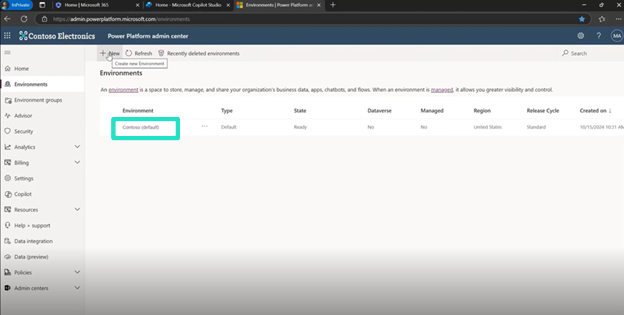 InPrivate
Home | Microsoft 365
Home - Microsoft Copilot Studio
Environments | Power Platform a
https://admin.powerplatform.microsoft.com/environments
Contoso Electronics
Power Platform admin center
MA
New
Refresh
Recently deleted environments
Search
Create new Environment
Home
Environments
Environment groups
Advisor
Security
Analytics
Billing
Settings
Copilot
Resources
Help + support
Data integration
Data (preview)
Policies
Admin centers
Environments
An environment is a space to store, manage, and share your organization's business data, apps, chatbots, and flows. When an environment is managed, it allows you greater visibility and control.
Environment Type State Dataverse Managed Region Release Cycle Created on ↓
Contoso (default) ... Default Ready No No United States Standard 10/15/2024 10:21 AM